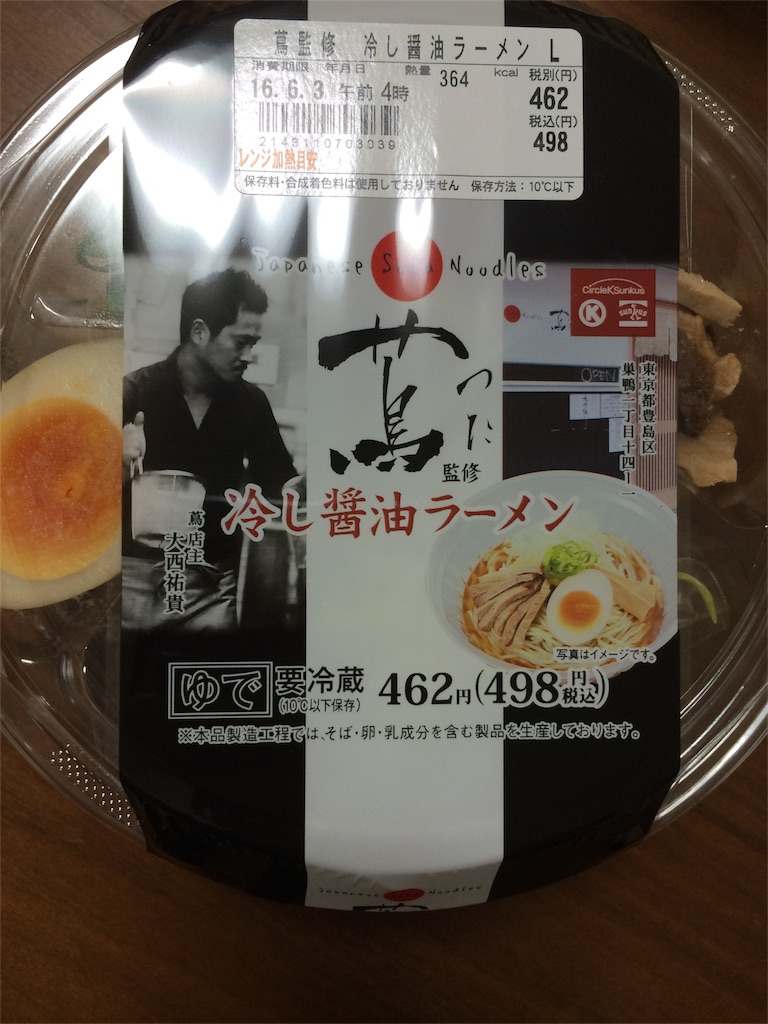 蔦監修 冷し醤油ラーメン L
消費期限 年月日 熱量 364 kcal 税別(円)
16.6.3 午前 4時 462
税込(円)
498
2143110703039
レンジ加熱目安
保存料・合成着色料は使用しておりません 保存方法：10℃以下
Japanese Soba Noodles
CircleKSunkus
K
sunkus
蔦
つた
監修
OPEN
東京都豊島区
巣鴨一丁目十四ー一
冷し醤油ラーメン
蔦 店主
大西祐貴
写真はイメージです。
ゆで 要冷蔵 462円(498円税込)
(10℃以下保存)
※本品製造工程では、そば・卵・乳成分を含む製品を生産しております。
Japanese Noodles